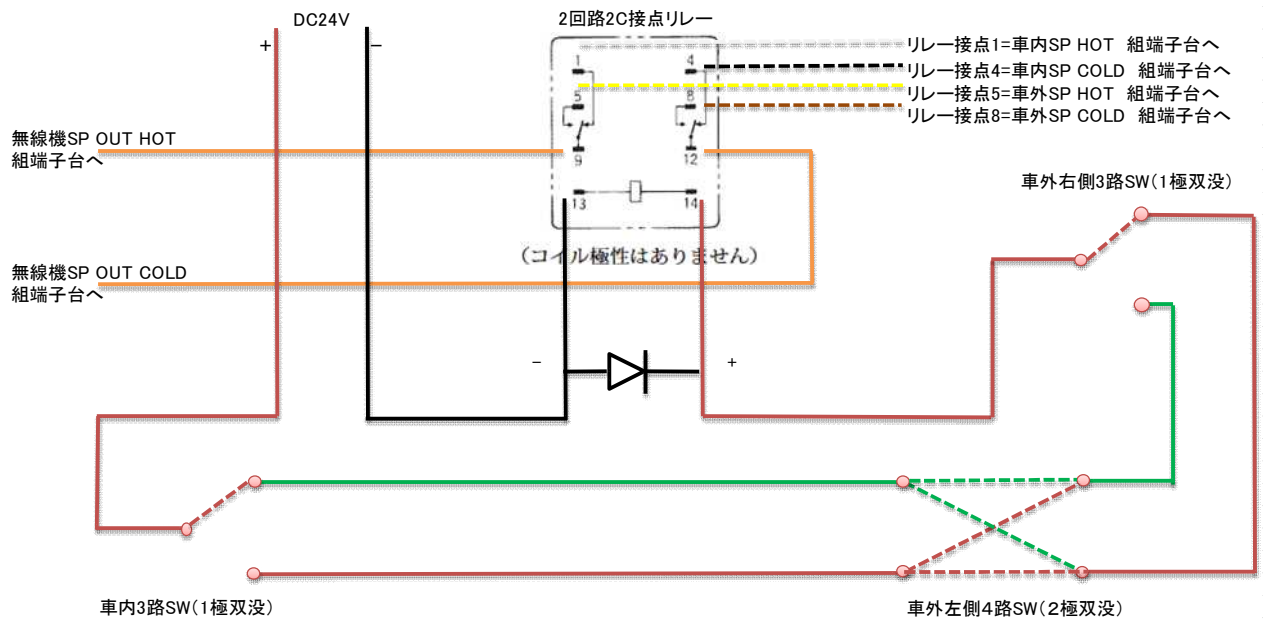 DC24V
2回路2C接点リレー
+
−
リレー接点1=車内SP HOT 組端子台へ
リレー接点4=車内SP COLD 組端子台へ
リレー接点5=車外SP HOT 組端子台へ
リレー接点8=車外SP COLD 組端子台へ
1
4
5
8
無線機SP OUT HOT
組端子台へ
9
12
車外右側3路SW(1極双没)
13
14
(コイル極性はありません)
無線機SP OUT COLD
組端子台へ
−
+
車内3路SW(1極双没)
車外左側4路SW(2極双没)